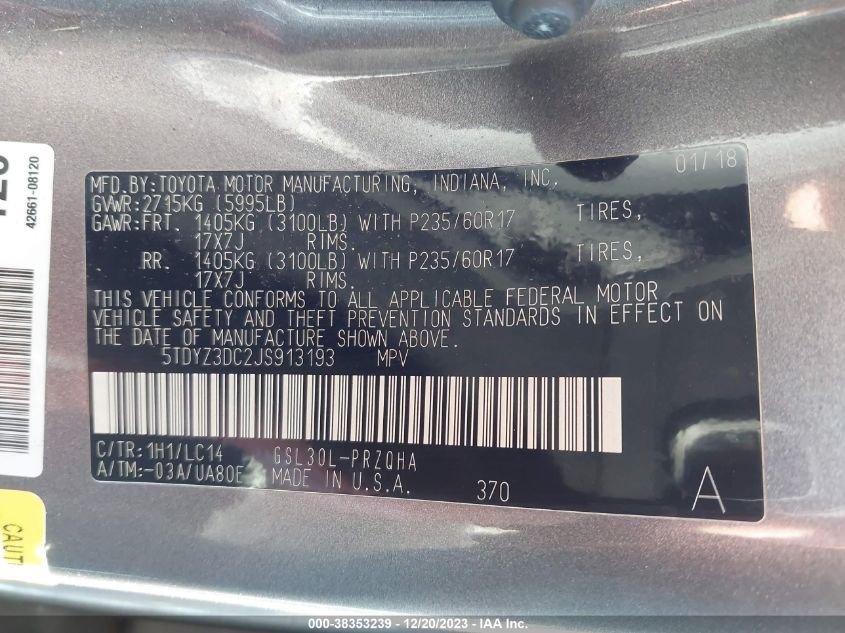 01/18
MFD.BY:TOYOTA MOTOR MANUFACTURING, INDIANA, INC.
GVWR:2715KG (5995LB)
GAWR:FRT. 1405KG (3100LB) WITH P235/60R17 TIRES,
17X7J RIMS.
RR. 1405KG (3100LB) WITH P235/60R17 TIRES,
17X7J RIMS.
THIS VEHICLE CONFORMS TO ALL APPLICABLE FEDERAL MOTOR
VEHICLE SAFETY AND THEFT PREVENTION STANDARDS IN EFFECT ON
THE DATE OF MANUFACTURE SHOWN ABOVE.
5TDYZ3DC2JS913193 MPV
C/TR:1H1/LC14 GSL30L-PRZQHA
A/TM:-03A/UA80E MADE IN U.S.A. 370 A
42661-08120
000-38353239 - 12/20/2023 - IAA Inc.